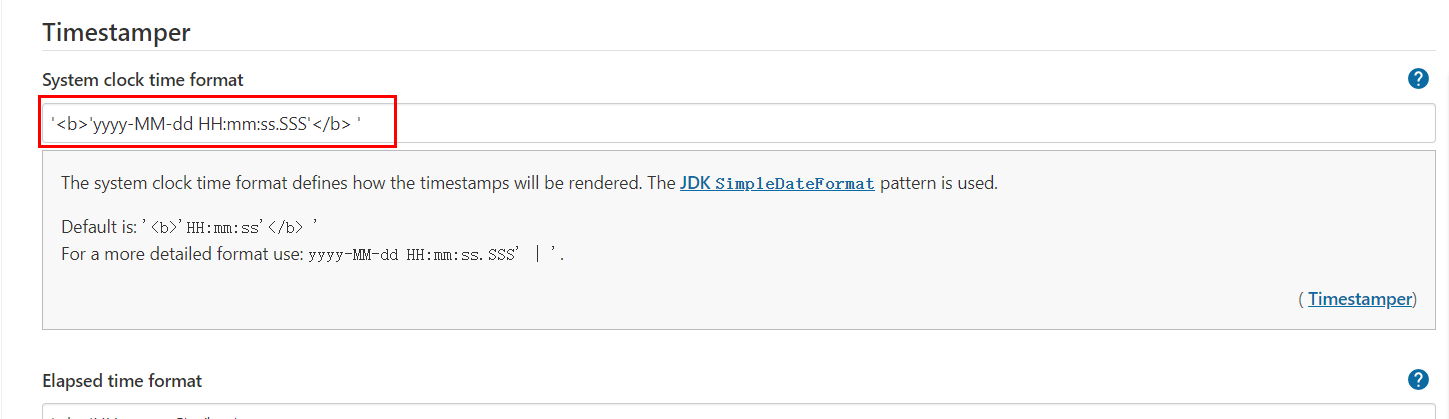 Timestamper
System clock time format
'<b>'yyyy-MM-dd HH:mm:ss.SSS'</b> '
The system clock time format defines how the timestamps will be rendered. The JDK SimpleDateFormat pattern is used.
Default is: '<b>'HH:mm:ss'</b> '
For a more detailed format use: yyyy-MM-dd HH:mm:ss.SSS' | '.
( Timestamper)
Elapsed time format